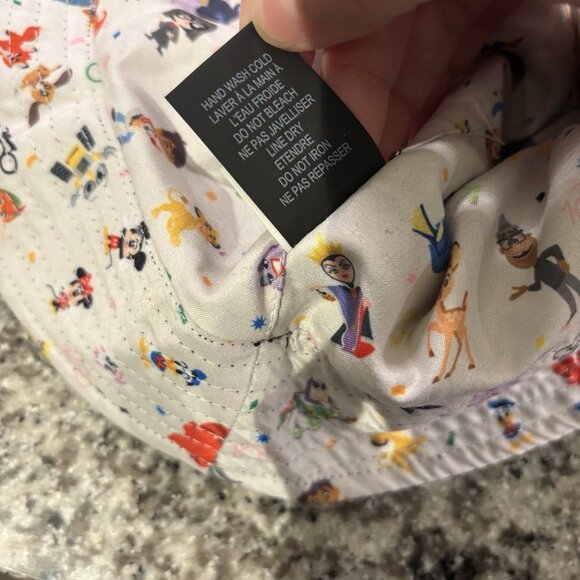 HAND WASH COLD
LAVER À LA MAIN À
L'EAU FROIDE
DO NOT BLEACH
NE PAS JAVELLISER
LINE DRY
ETENDRE
DO NOT IRON
NE PAS REPASSER